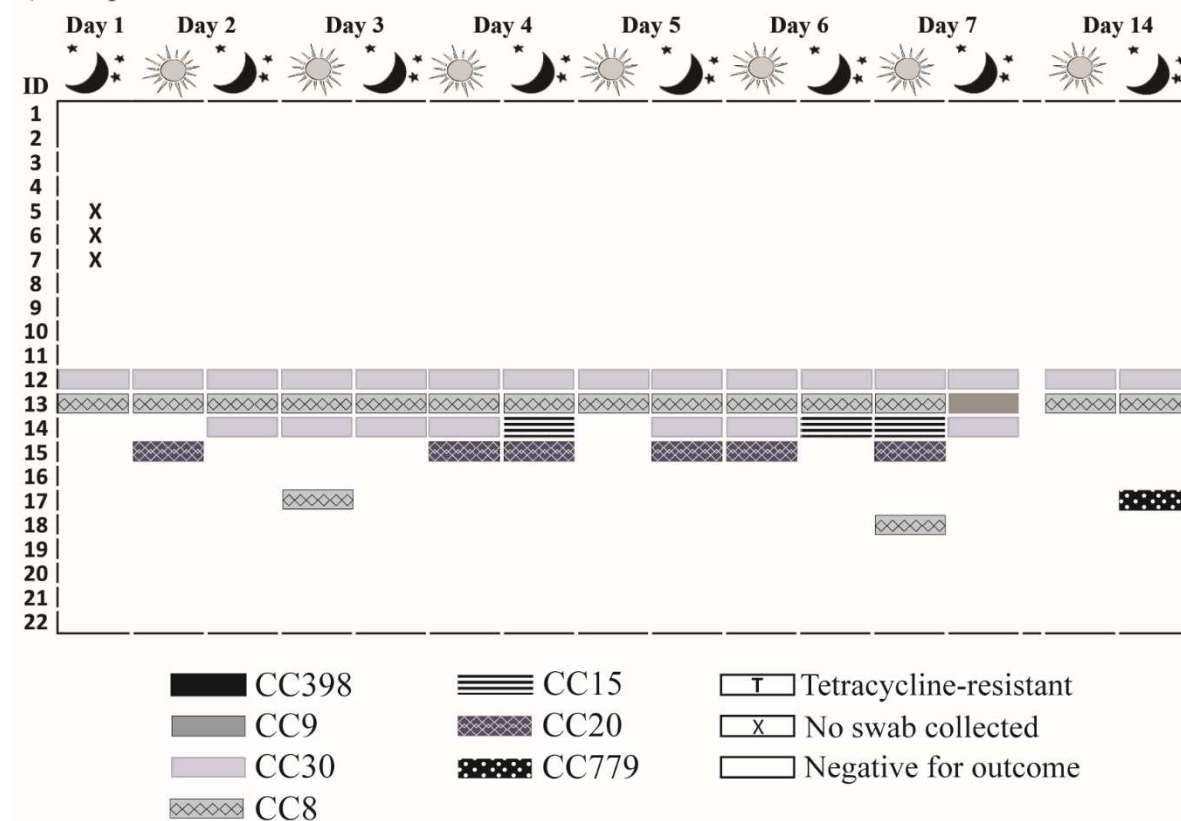 Day 1 Day 2 Day 3 Day 4 Day 5 Day 6 Day 7 Day 14
ID
1
2
3
4
5 X
6 X
7 X
8
9
10
11
12
13
14
15
16
17
18
19
20
21
22
CC398 CC15 T Tetracycline-resistant
CC9 CC20 X No swab collected
CC30 CC779 Negative for outcome
CC8